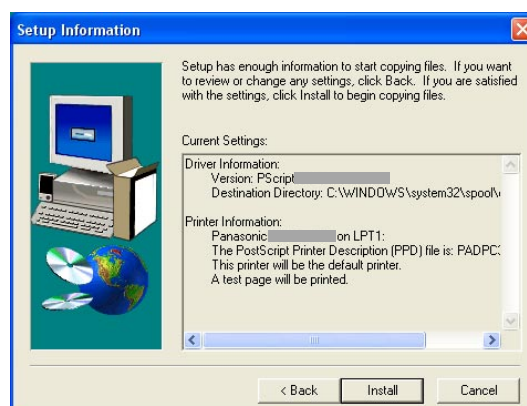 Setup Information
Setup has enough information to start copying files. If you want
to review or change any settings, click Back. If you are satisfied
with the settings, click Install to begin copying files.
Current Settings:
Driver Information:
Version: PScript
Destination Directory: C:\WINDOWS\system32\spool\
Printer Information:
Panasonic on LPT1:
The PostScript Printer Description (PPD) file is: PADPC
This printer will be the default printer.
A test page will be printed.
< Back Install Cancel